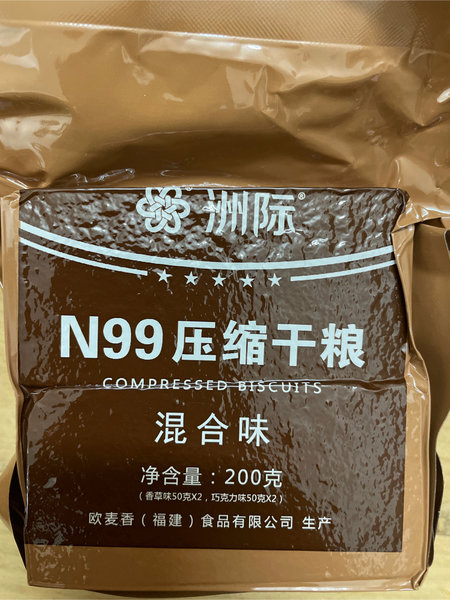 洲际®
N99压缩干粮
COMPRESSED BISCUITS
混合味
净含量：200克
（香草味50克X2，巧克力味50克X2）
欧麦香（福建）食品有限公司 生产